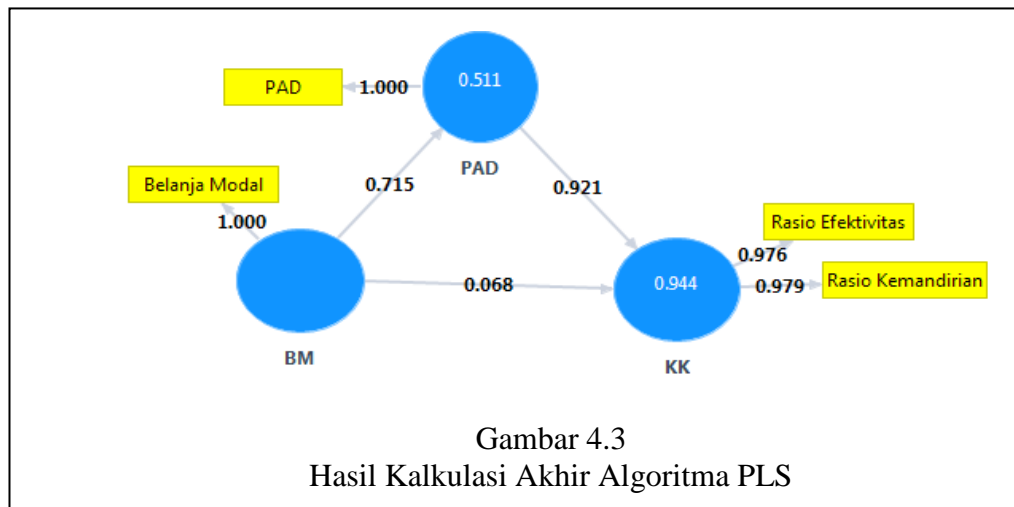 0.511
PAD
1.000
PAD
Belanja Modal
0.715
0.921
1.000
Rasio Efektivitas
0.976
0.068
0.944
0.979
Rasio Kemandirian
BM
KK
Gambar 4.3
Hasil Kalkulasi Akhir Algoritma PLS